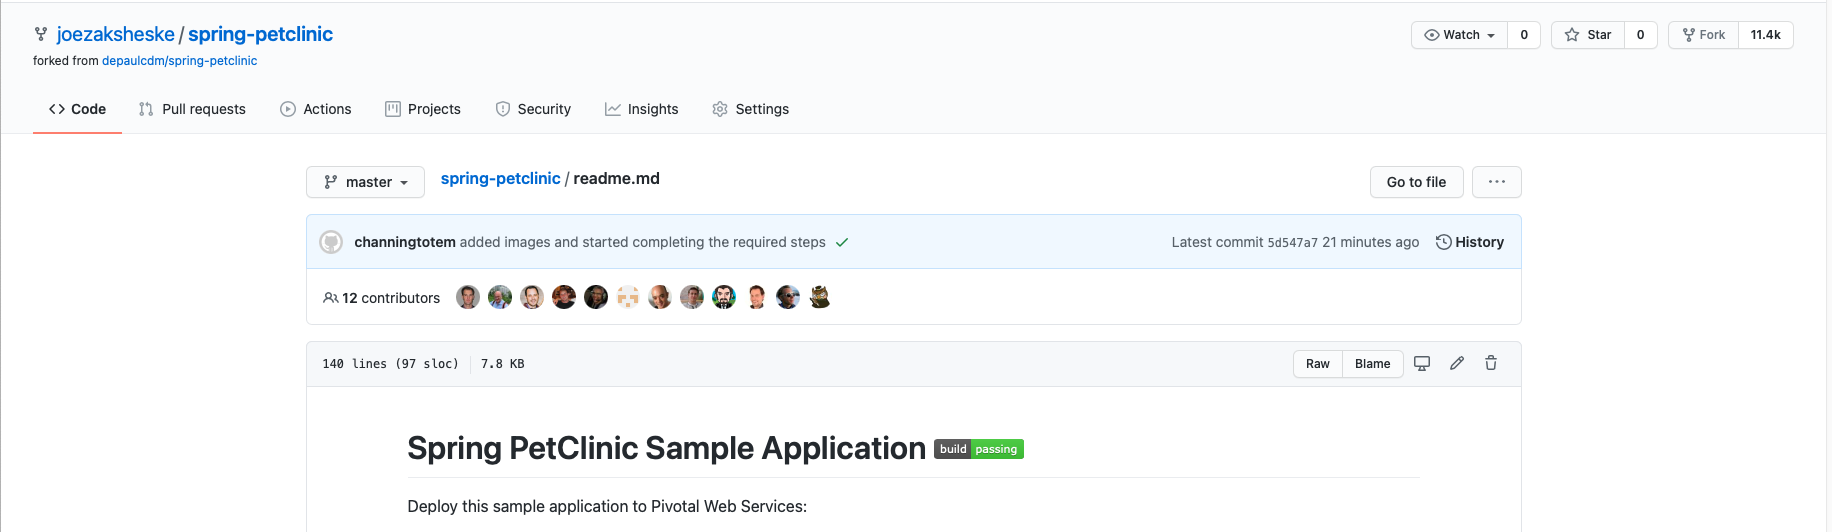 joezaksheske / spring-petclinic
Watch 0 Star 0 Fork 11.4k
forked from depaulcdm/spring-petclinic
Code Pull requests Actions Projects Security Insights Settings
master spring-petclinic / readme.md Go to file ...
channingtotem added images and started completing the required steps Latest commit 5d547a7 21 minutes ago History
12 contributors
140 lines (97 sloc) 7.8 KB Raw Blame
Spring PetClinic Sample Application build passing
Deploy this sample application to Pivotal Web Services: